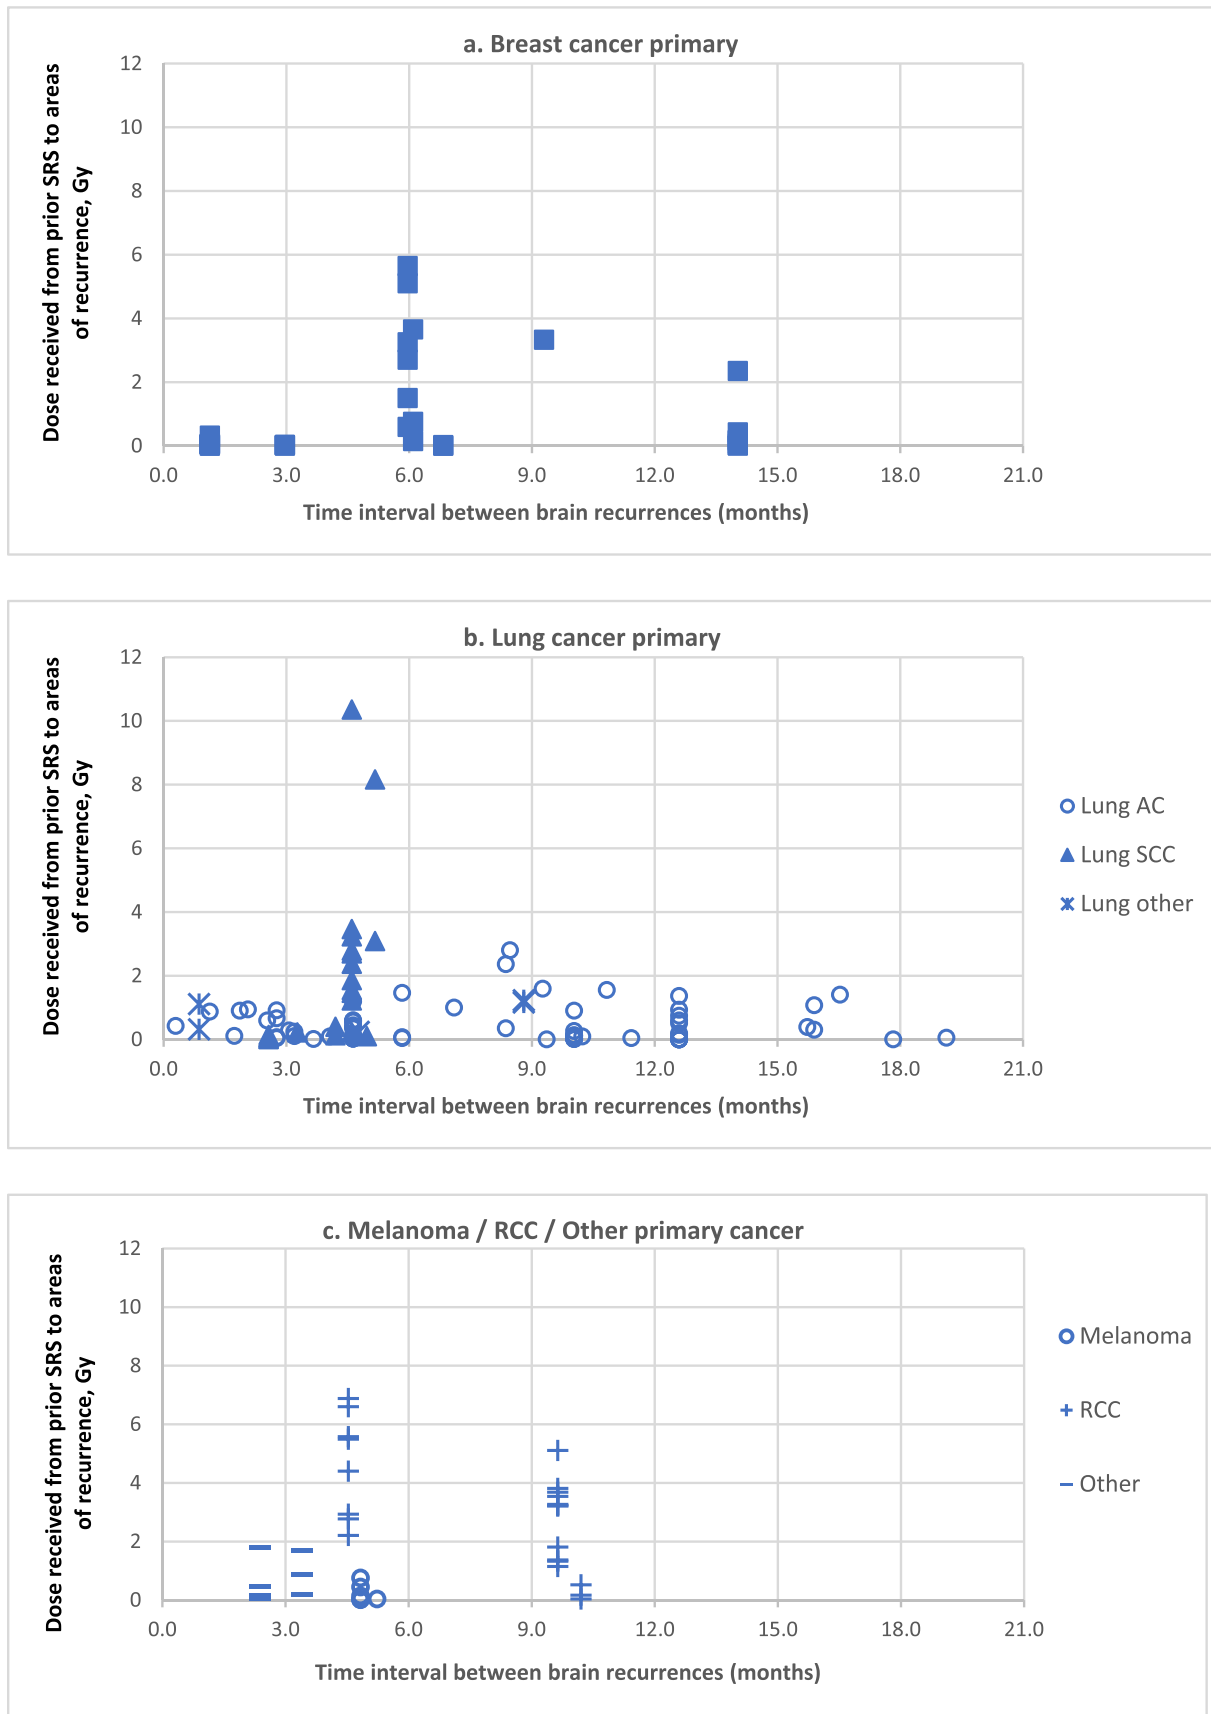 a. Breast cancer primary
Dose received from prior SRS to areas
of recurrence, Gy
12
10
8
6
4
2
0
0.0 3.0 6.0 9.0 12.0 15.0 18.0 21.0
Time interval between brain recurrences (months)
b. Lung cancer primary
Dose received from prior SRS to areas
of recurrence, Gy
12
10
8
6
4
2
0
0.0 3.0 6.0 9.0 12.0 15.0 18.0 21.0
Time interval between brain recurrences (months)
Lung AC
Lung SCC
Lung other
c. Melanoma / RCC / Other primary cancer
Dose received from prior SRS to areas
of recurrence, Gy
12
10
8
6
4
2
0
0.0 3.0 6.0 9.0 12.0 15.0 18.0 21.0
Time interval between brain recurrences (months)
Melanoma
RCC
Other